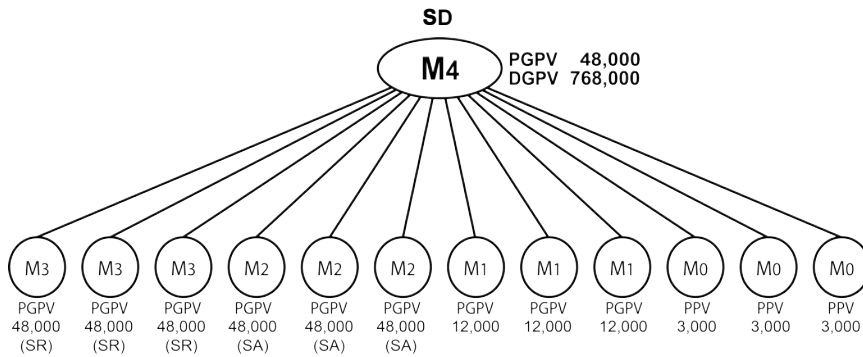 SD
M4
PGPV 48,000
DGPV 768,000
M3 M3 M3 M2 M2 M2 M1 M1 M1 M0 M0 M0
PGPV PGPV PGPV PGPV PGPV PGPV PGPV PGPV PGPV PPV PPV PPV
48,000 48,000 48,000 48,000 48,000 48,000 12,000 12,000 12,000 3,000 3,000 3,000
(SR) (SR) (SR) (SA) (SA) (SA)